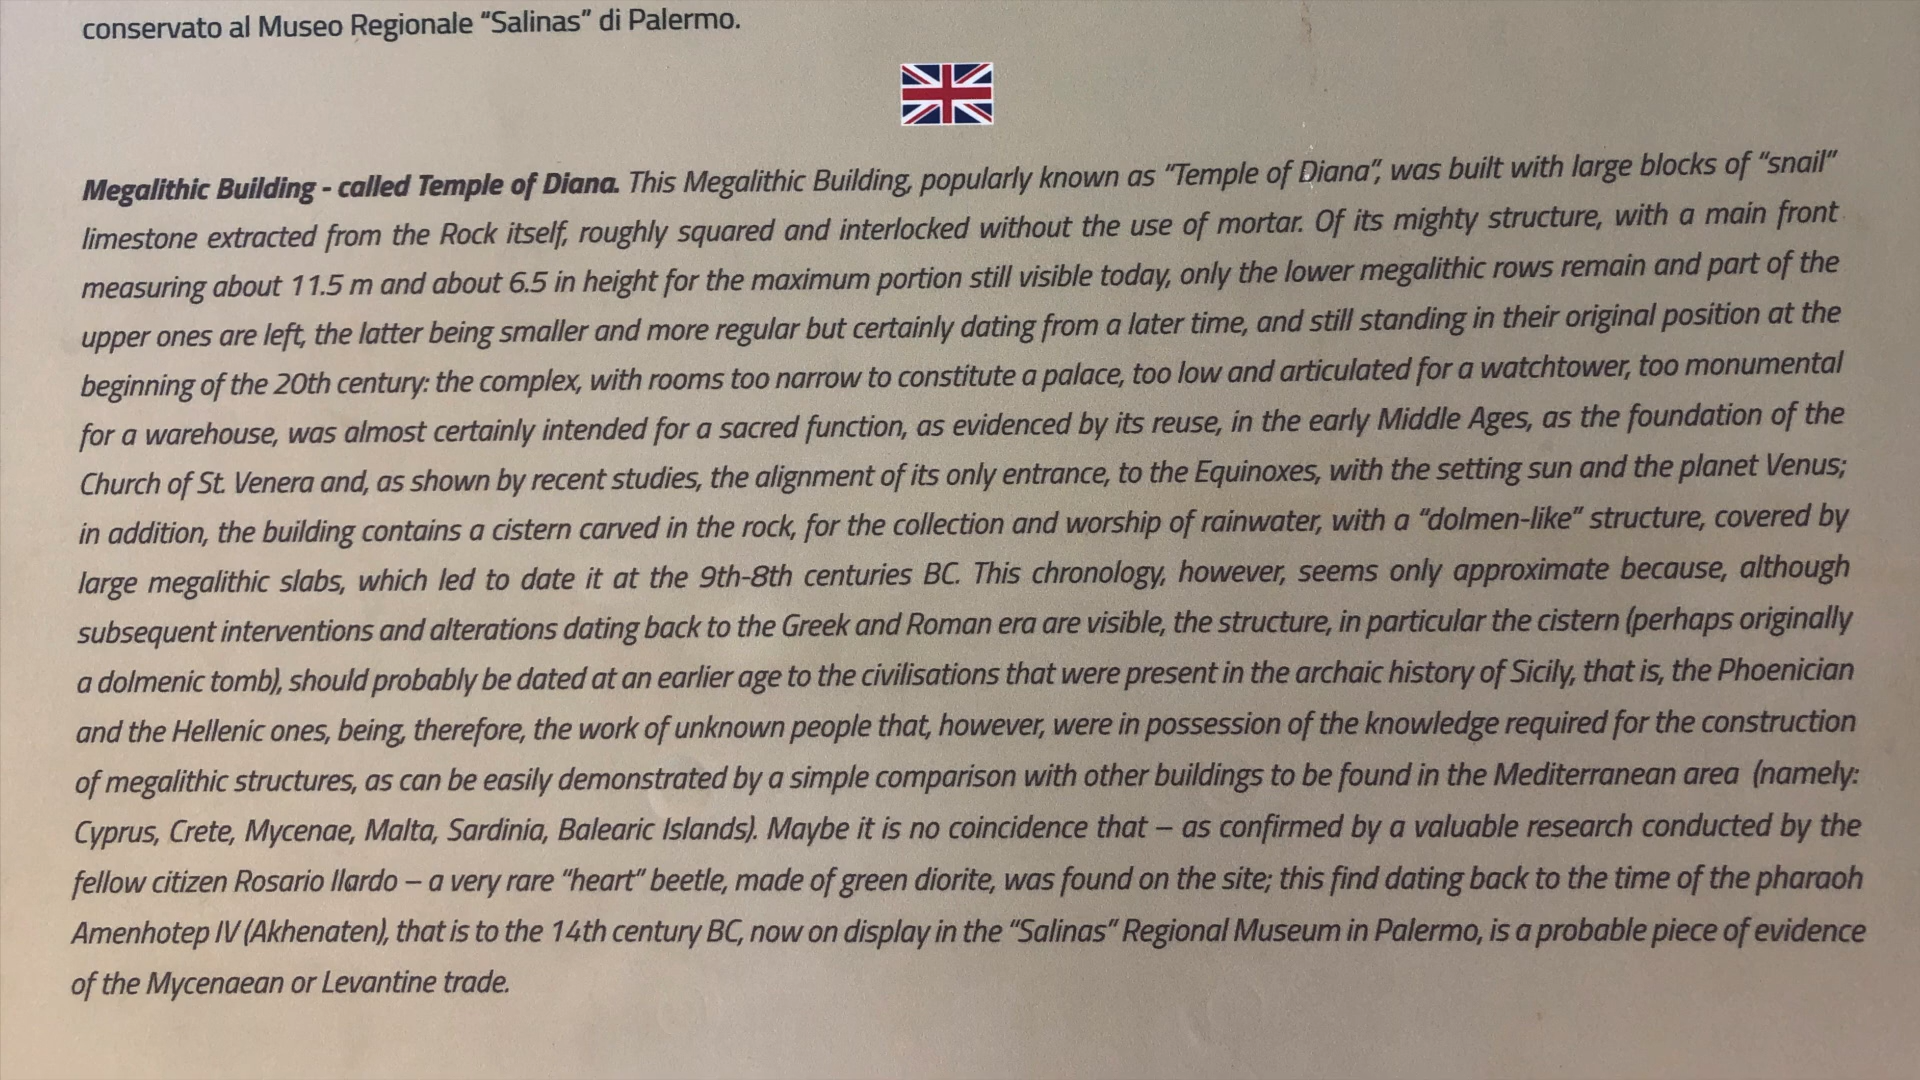 conservato al Museo Regionale “Salinas” di Palermo.
Megalithic Building - called Temple of Diana. This Megalithic Building, popularly known as “Temple of Diana”, was built with large blocks of “snail”
limestone extracted from the Rock itself, roughly squared and interlocked without the use of mortar. Of its mighty structure, with a main front
measuring about 11.5 m and about 6.5 in height for the maximum portion still visible today, only the lower megalithic rows remain and part of the
upper ones are left, the latter being smaller and more regular but certainly dating from a later time, and still standing in their original position at the
beginning of the 20th century: the complex, with rooms too narrow to constitute a palace, too low and articulated for a watchtower, too monumental
for a warehouse, was almost certainly intended for a sacred function, as evidenced by its reuse, in the early Middle Ages, as the foundation of the
Church of St. Venera and, as shown by recent studies, the alignment of its only entrance, to the Equinoxes, with the setting sun and the planet Venus;
in addition, the building contains a cistern carved in the rock, for the collection and worship of rainwater, with a “dolmen-like” structure, covered by
large megalithic slabs, which led to date it at the 9th-8th centuries BC. This chronology, however, seems only approximate because, although
subsequent interventions and alterations dating back to the Greek and Roman era are visible, the structure, in particular the cistern (perhaps originally
a dolmenic tomb), should probably be dated at an earlier age to the civilisations that were present in the archaic history of Sicily, that is, the Phoenician
and the Hellenic ones, being, therefore, the work of unknown people that, however, were in possession of the knowledge required for the construction
of megalithic structures, as can be easily demonstrated by a simple comparison with other buildings to be found in the Mediterranean area (namely:
Cyprus, Crete, Mycenae, Malta, Sardinia, Balearic Islands). Maybe it is no coincidence that – as confirmed by a valuable research conducted by the
fellow citizen Rosario Ilardo – a very rare “heart” beetle, made of green diorite, was found on the site; this find dating back to the time of the pharaoh
Amenhotep IV (Akhenaten), that is to the 14th century BC, now on display in the “Salinas” Regional Museum in Palermo, is a probable piece of evidence
of the Mycenaean or Levantine trade.